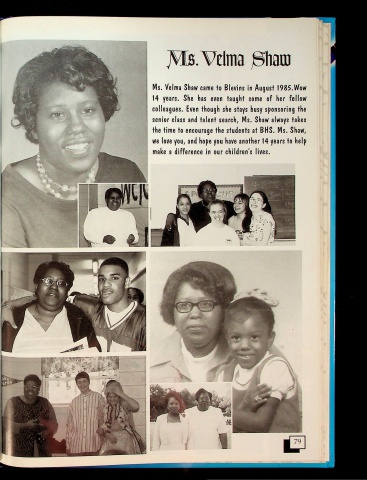 Ms. Velma Shaw
Ms. Velma Shaw came to Blevins in August 1985.Wow
14 years. She has even taught some of her fellow
colleagues. Even though she stays busy sponsoring the
senior class and talent search, Ms. Shaw always takes
the time to encourage the students at BHS. Ms. Shaw,
we love you, and hope you have another 14 years to help
make a difference in our children's lives.
79